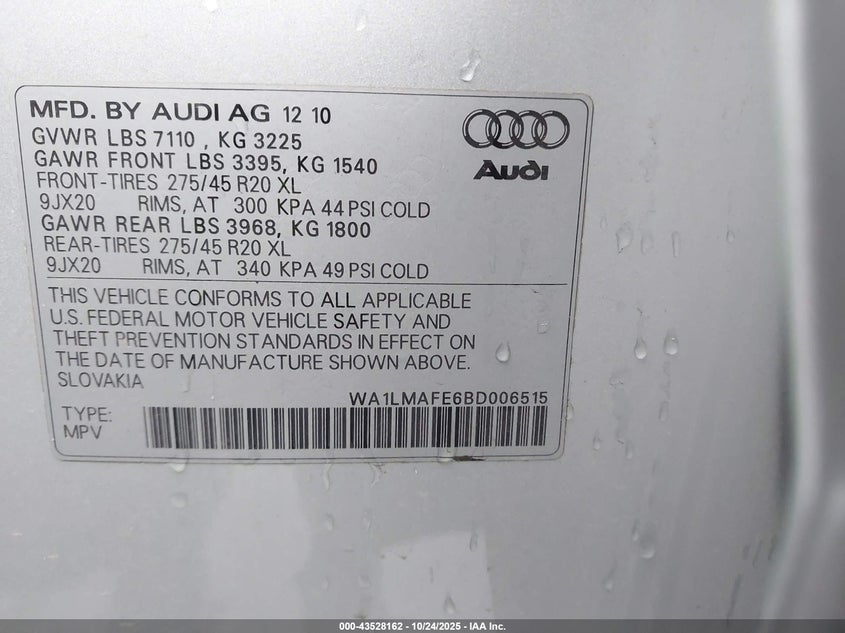 MFD. BY AUDI AG 12 10
GVWR LBS 7110 , KG 3225
GAWR FRONT LBS 3395, KG 1540
FRONT-TIRES 275/45 R20 XL
9JX20 RIMS, AT 300 KPA 44 PSI COLD
GAWR REAR LBS 3968, KG 1800
REAR-TIRES 275/45 R20 XL
9JX20 RIMS, AT 340 KPA 49 PSI COLD
Audi
THIS VEHICLE CONFORMS TO ALL APPLICABLE
U.S. FEDERAL MOTOR VEHICLE SAFETY AND
THEFT PREVENTION STANDARDS IN EFFECT ON
THE DATE OF MANUFACTURE SHOWN ABOVE.
SLOVAKIA
WA1LMAFE6BD006515
TYPE:
MPV
000-43528162 - 10/24/2025 - IAA Inc.